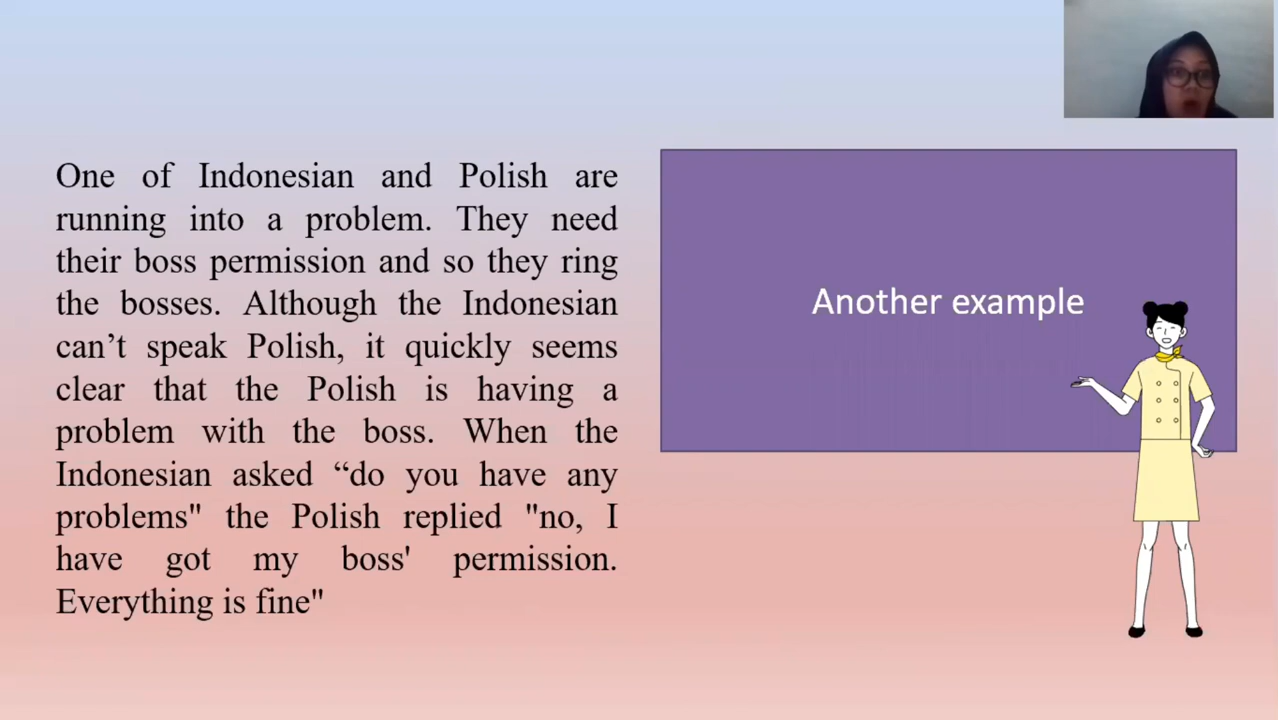 One of Indonesian and Polish are
running into a problem. They need
their boss permission and so they ring
the bosses. Although the Indonesian
can’t speak Polish, it quickly seems
clear that the Polish is having a
problem with the boss. When the
Indonesian asked “do you have any
problems" the Polish replied "no, I
have got my boss' permission.
Everything is fine"
Another example